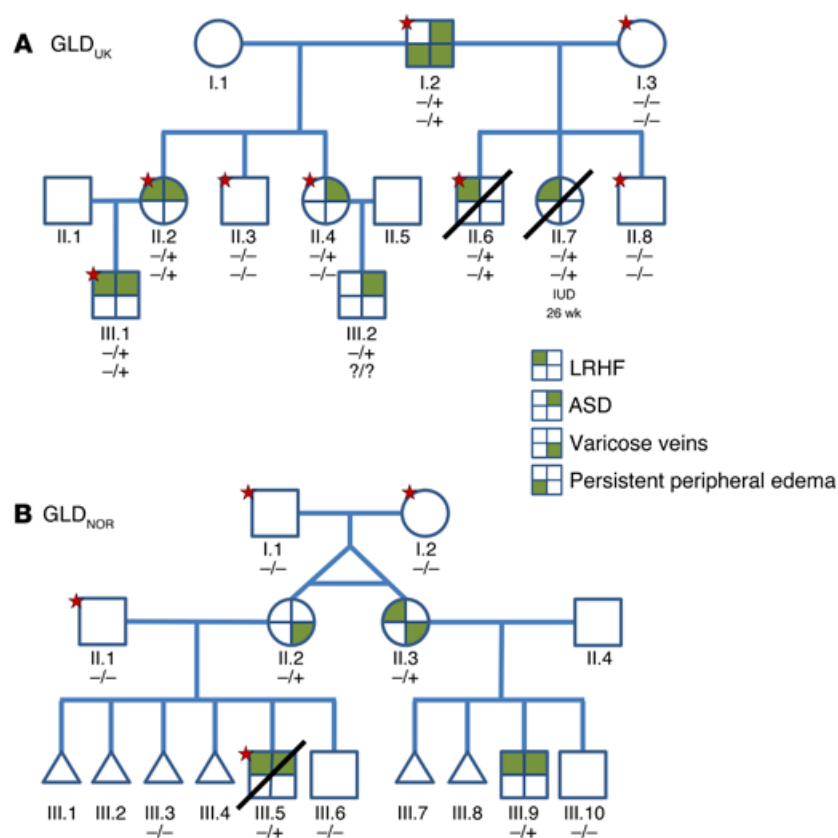 A GLDUK
I.1 I.2 I.3
–/+ –/–
–/+ –/–
II.1 II.2 II.3 II.4 II.5 II.6 II.7 II.8
–/+ –/– –/+ –/+ –/+ –/–
–/+ –/– –/– –/+ –/+ –/–
IUD
26 wk
III.1 III.2
–/+ –/+
–/+ ?/?
LRHF
ASD
Varicose veins
Persistent peripheral edema
B GLDNOR
I.1 I.2
–/– –/–
II.1 II.2 II.3 II.4
–/– –/+ –/+
III.1 III.2 III.3 III.4 III.5 III.6 III.7 III.8 III.9 III.10
–/– –/+ –/– –/+ –/–